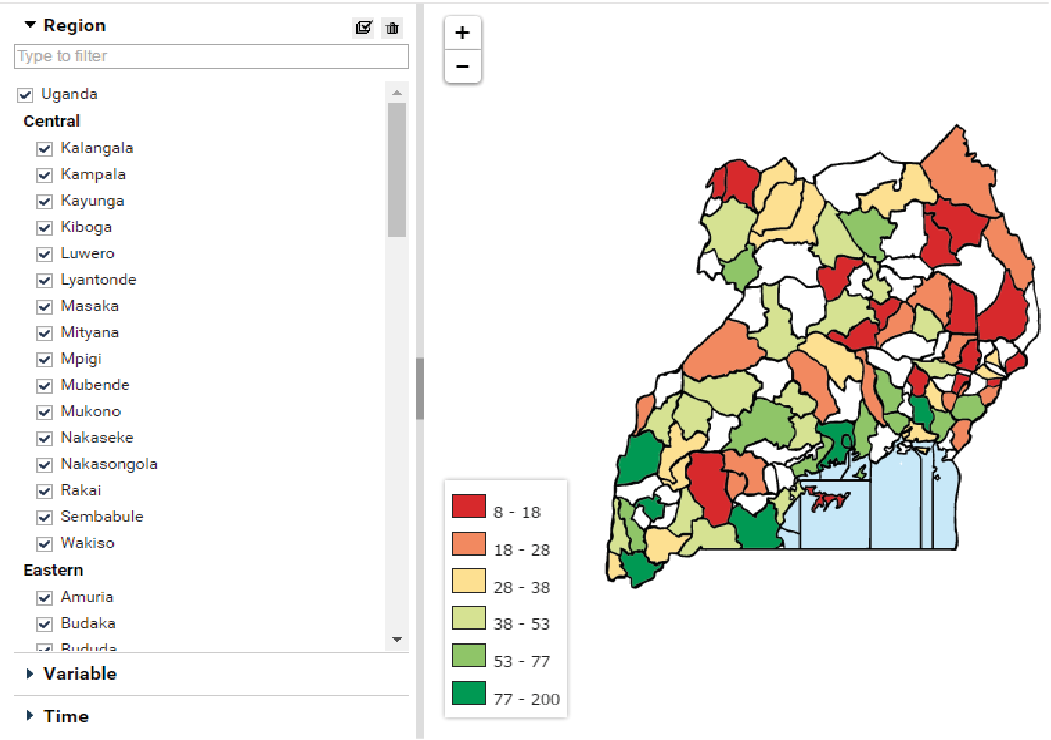 Region
Type to filter
Uganda
Central
Kalangala
Kampala
Kayunga
Kiboga
Luwero
Lyantonde
Masaka
Mityana
Mpigi
Mubende
Mukono
Nakaseke
Nakasongola
Rakai
Sembabule
Wakiso
Eastern
Amuria
Budaka
Bududa
Variable
Time
+
−
8 - 18
18 - 28
28 - 38
38 - 53
53 - 77
77 - 200